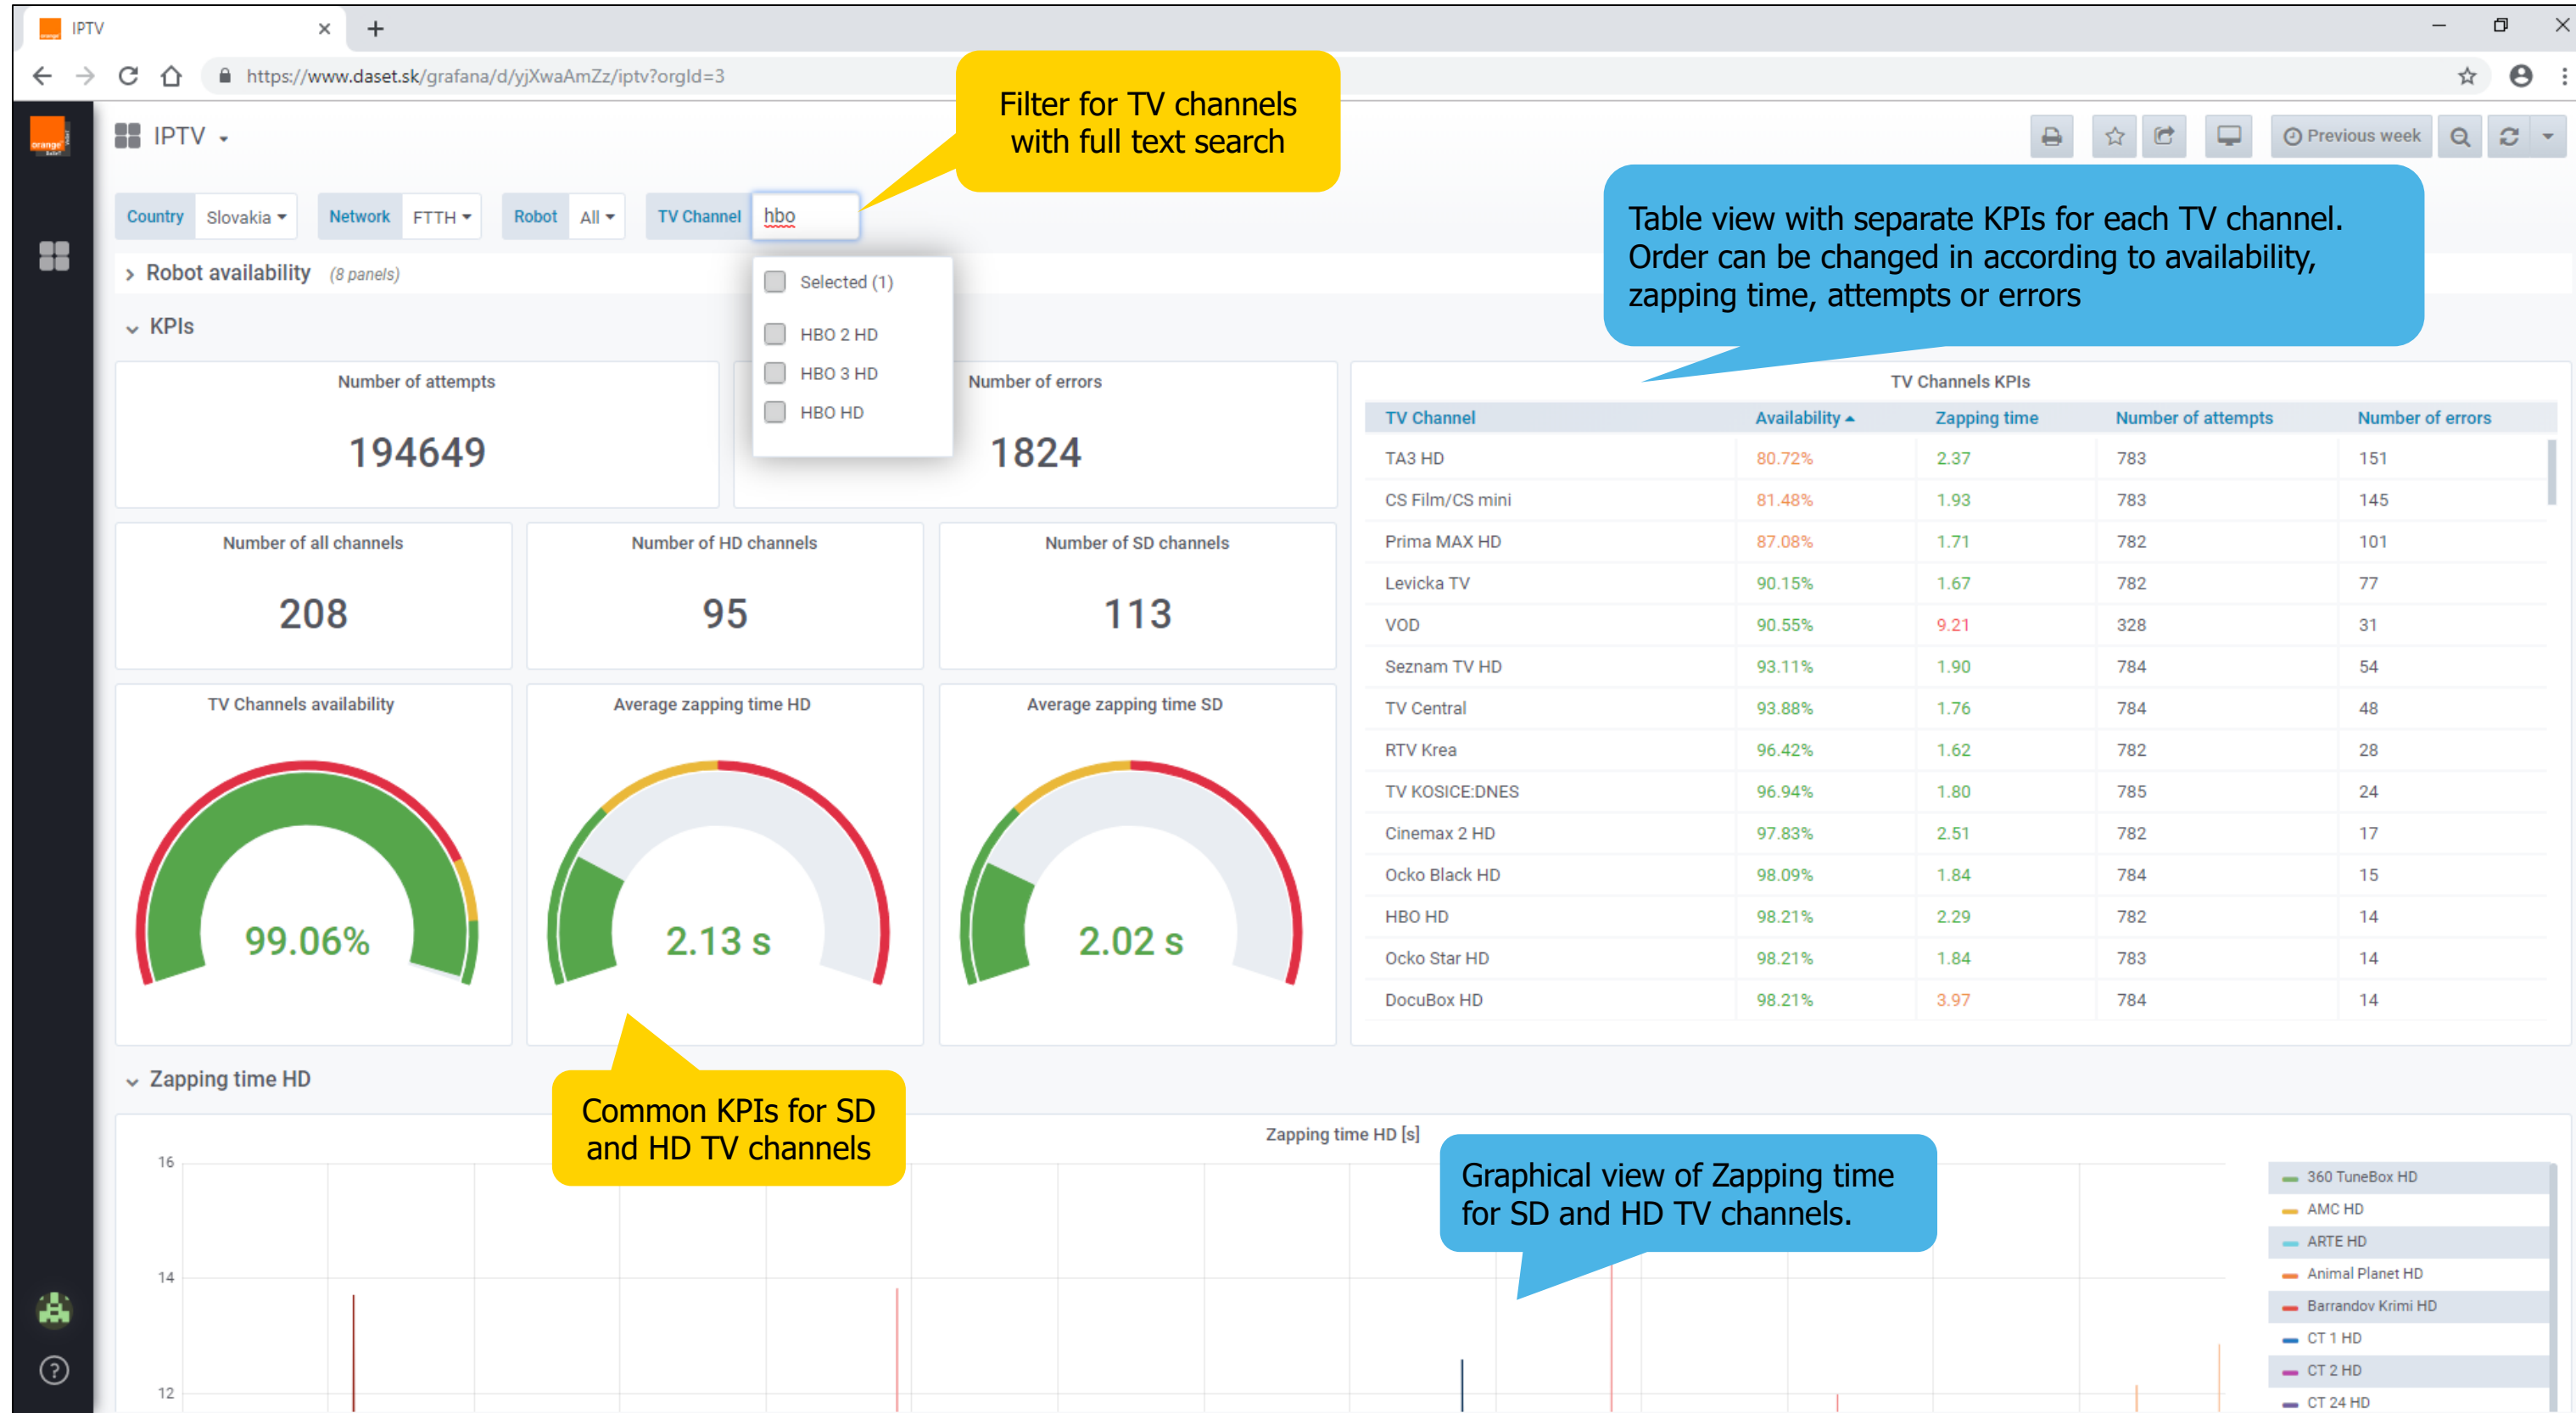 IPTV
https://www.daset.sk/grafana/d/yjXwaAmZz/iptv?orgId=3
Filter for TV channels
with full text search
orange
IPTV
Previous week
Country Slovakia Network FTTH Robot All TV Channel hbo
Table view with separate KPIs for each TV channel.
Order can be changed in according to availability,
zapping time, attempts or errors
Robot availability (8 panels)
Selected (1)
HBO 2 HD
HBO 3 HD
HBO HD
KPIs
Number of attempts
194649
Number of errors
1824
Number of all channels
208
Number of HD channels
95
Number of SD channels
113
TV Channels availability
99.06%
Average zapping time HD
2.13 s
Average zapping time SD
2.02 s
TV Channels KPIs
TV Channel Availability Zapping time Number of attempts Number of errors
TA3 HD 80.72% 2.37 783 151
CS Film/CS mini 81.48% 1.93 783 145
Prima MAX HD 87.08% 1.71 782 101
Levicka TV 90.15% 1.67 782 77
VOD 90.55% 9.21 328 31
Seznam TV HD 93.11% 1.90 784 54
TV Central 93.88% 1.76 784 48
RTV Krea 96.42% 1.62 782 28
TV KOSICE:DNES 96.94% 1.80 785 24
Cinemax 2 HD 97.83% 2.51 782 17
Ocko Black HD 98.09% 1.84 784 15
HBO HD 98.21% 2.29 782 14
Ocko Star HD 98.21% 1.84 783 14
DocuBox HD 98.21% 3.97 784 14
Common KPIs for SD
and HD TV channels
Zapping time HD
Zapping time HD [s]
Graphical view of Zapping time
for SD and HD TV channels.
16
14
12
360 TuneBox HD
AMC HD
ARTE HD
Animal Planet HD
Barrandov Krimi HD
CT 1 HD
CT 2 HD
CT 24 HD